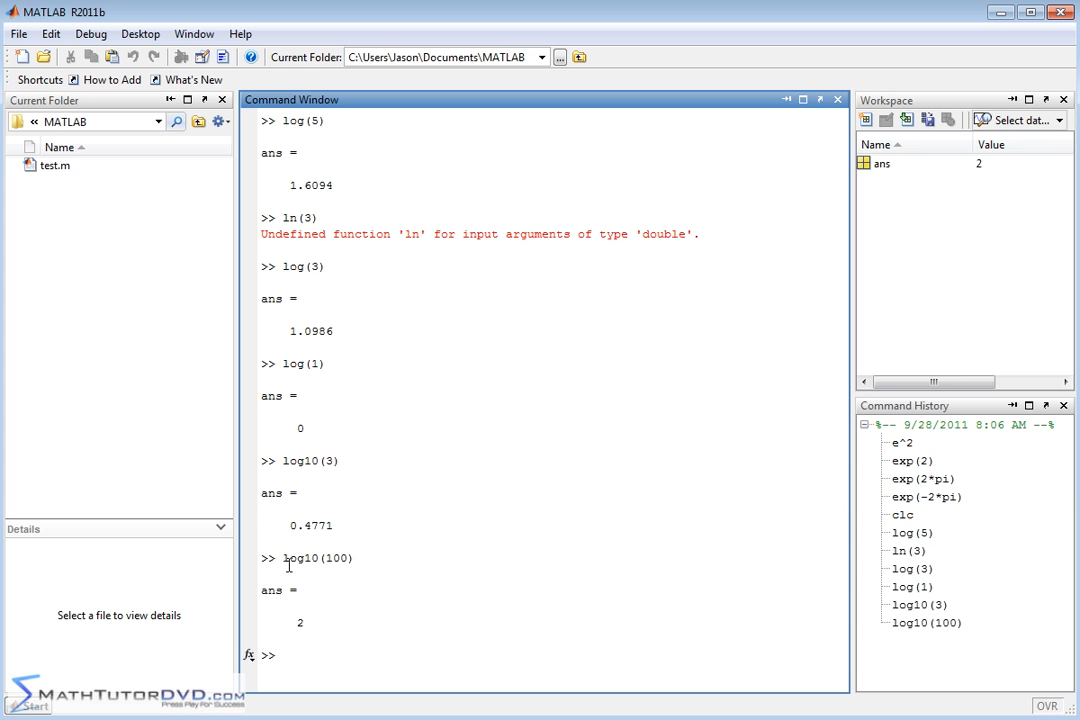 MATLAB R2011b
File Edit Debug Desktop Window Help
Current Folder: C:\Users\Jason\Documents\MATLAB ...
Shortcuts How to Add What's New
Current Folder
« MATLAB
Name
test.m
Details
Select a file to view details
Command Window
>> log(5)
ans =
1.6094
>> ln(3)
Undefined function 'ln' for input arguments of type 'double'.
>> log(3)
ans =
1.0986
>> log(1)
ans =
0
>> log10(3)
ans =
0.4771
>> log10(100)
ans =
2
fx >>
Workspace
Select dat...
Name Value
ans 2
Command History
%-- 9/28/2011 8:06 AM --%
e^2
exp(2)
exp(2*pi)
exp(-2*pi)
clc
log(5)
ln(3)
log(3)
log(1)
log10(3)
log10(100)
MATHTUTORDVD.COM
Press Play For Success
Start
OVR